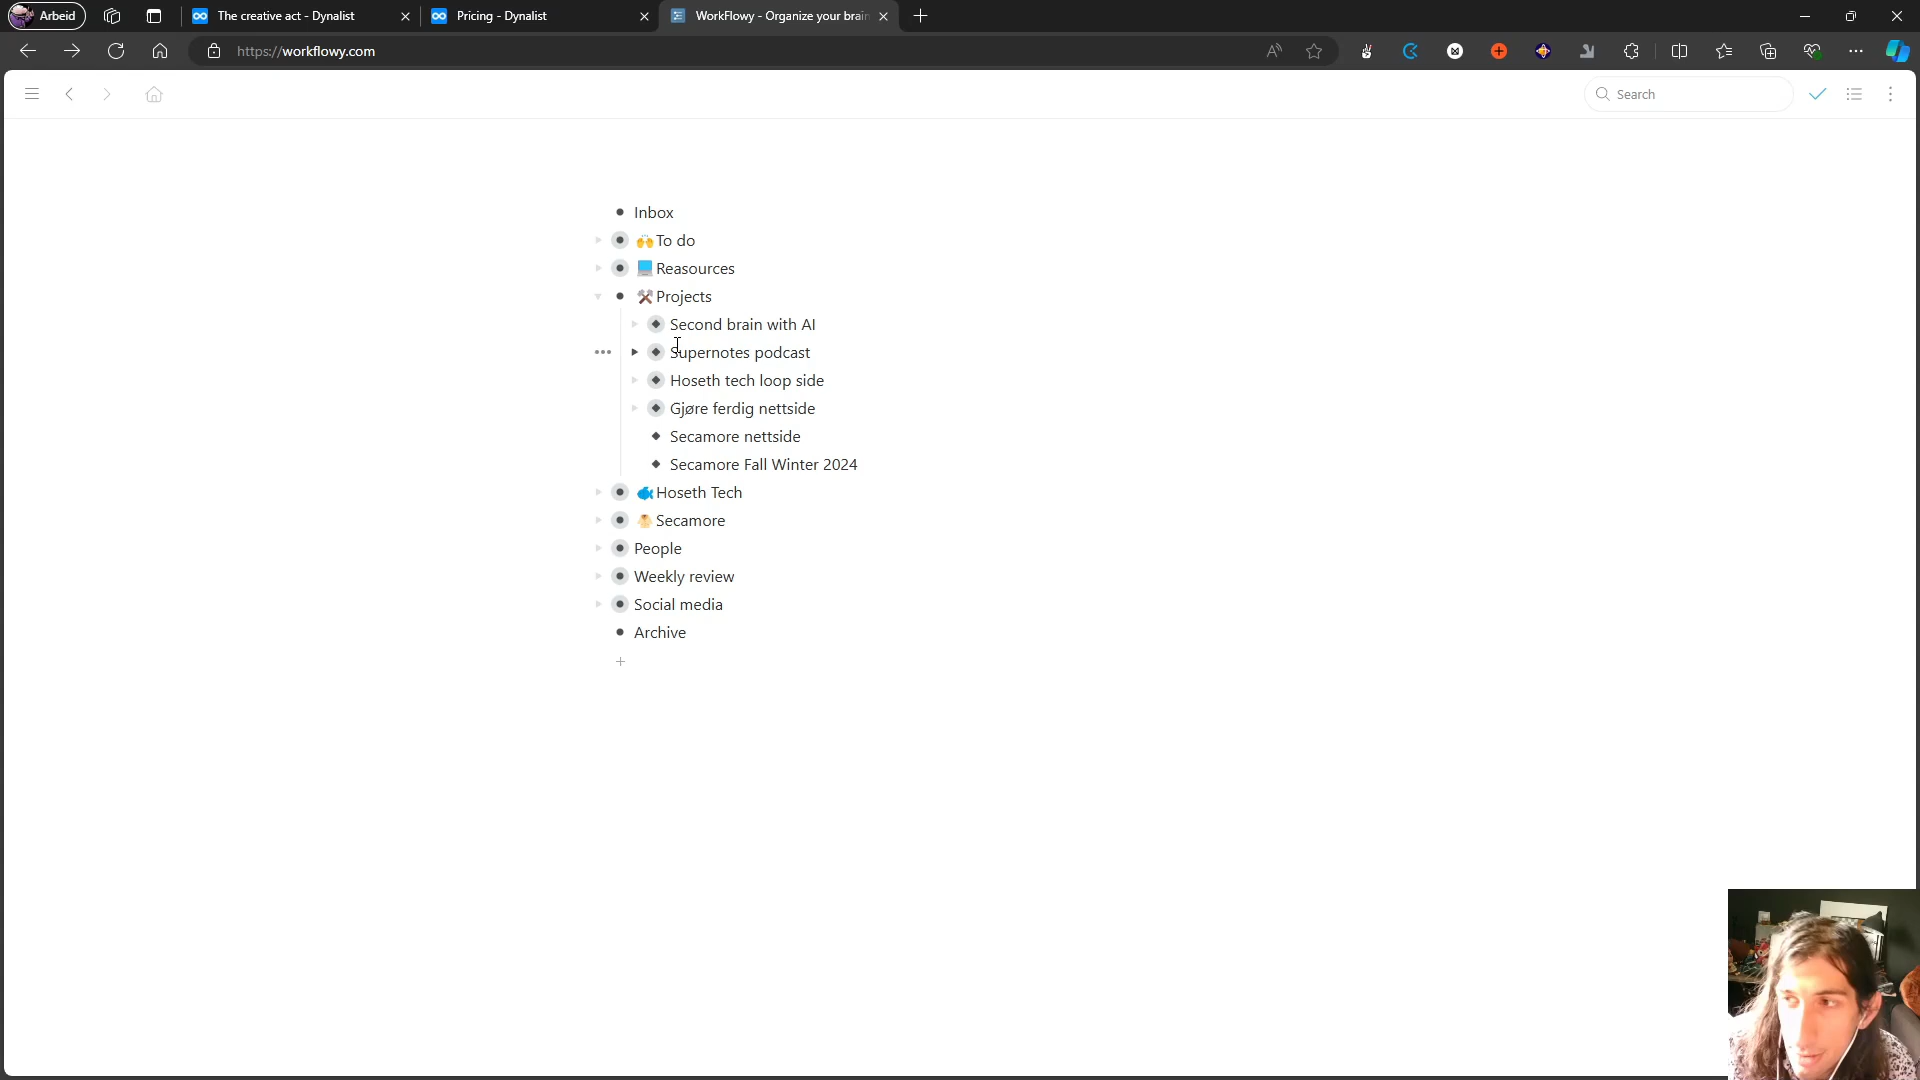 Arbeid
The creative act - Dynalist
Pricing - Dynalist
WorkFlowy - Organize your brain
https://workflowy.com
Search
Inbox
🙌To do
💻Reasources
⚒️Projects
Second brain with AI
Supernotes podcast
Hoseth tech loop side
Gjøre ferdig nettside
Secamore nettside
Secamore Fall Winter 2024
🐟Hoseth Tech
Secamore
People
Weekly review
Social media
Archive